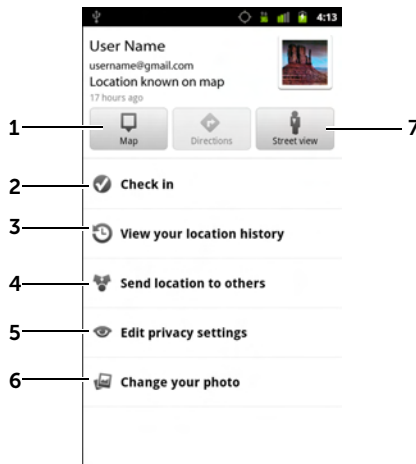 4:13
User Name
username@gmail.com
Location known on map
17 hours ago
1 Map Directions Street view 7
2 Check in
3 View your location history
4 Send location to others
5 Edit privacy settings
6 Change your photo